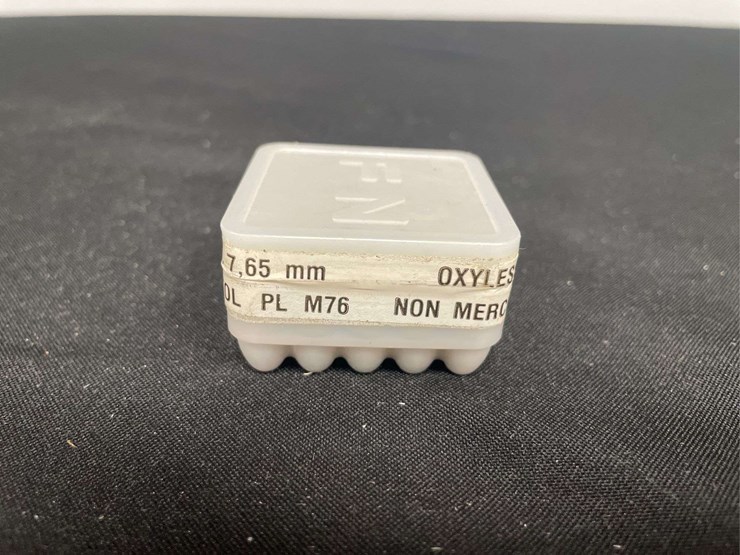 FN
7,65 mm OXYLES
OL PL M76 NON MERC